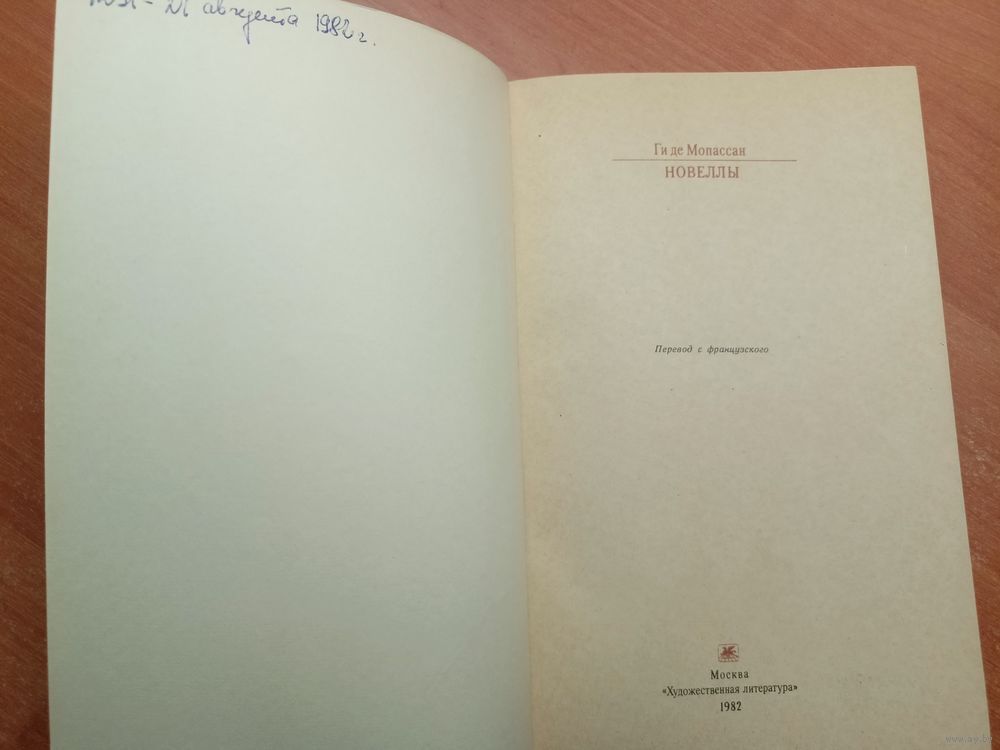 августа 1982 г.
Ги де Мопассан
НОВЕЛЛЫ
Перевод с французского
Москва
«Художественная литература»
1982